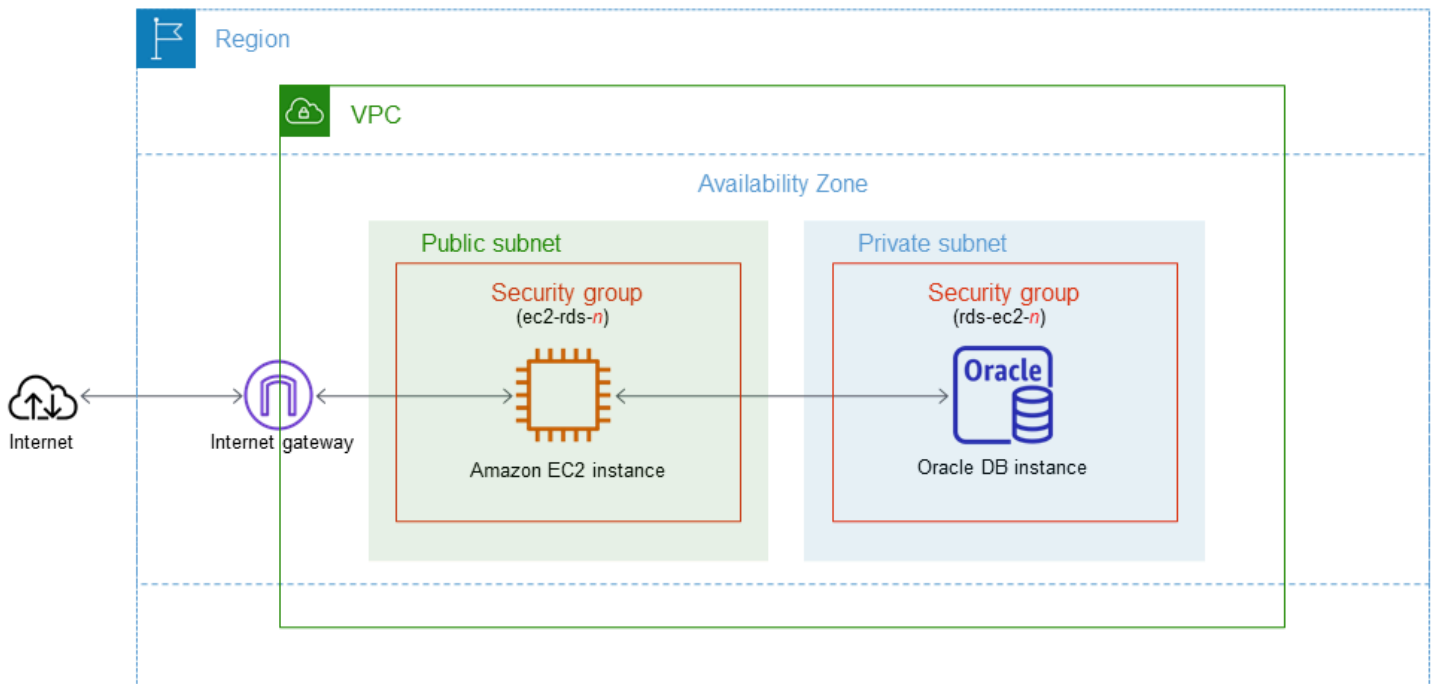 Region
VPC
Availability Zone
Public subnet
Private subnet
Security group
(ec2-rds-n)
Security group
(rds-ec2-n)
Oracle
Internet
Internet gateway
Amazon EC2 instance
Oracle DB instance